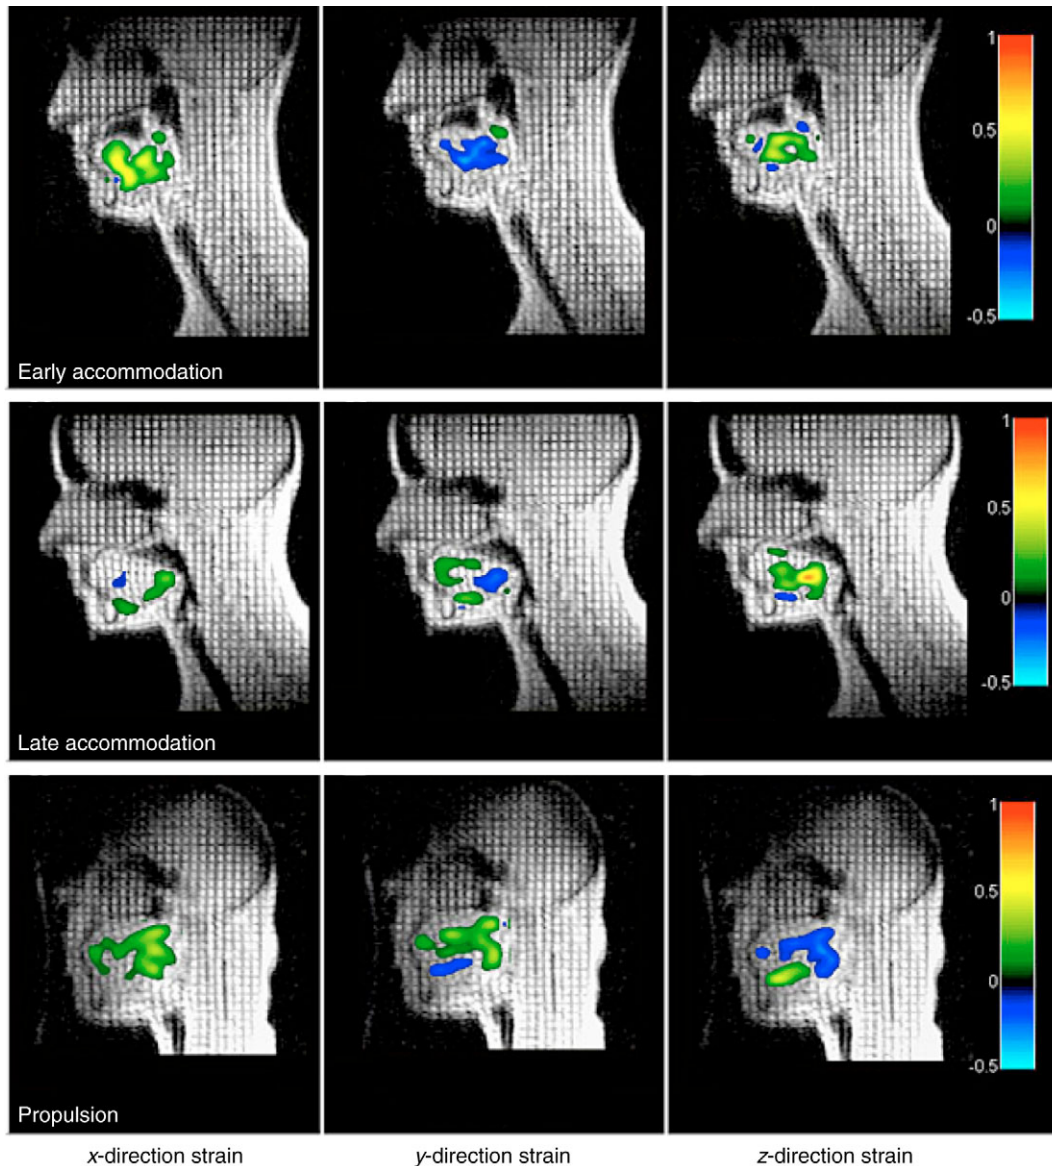 1
0.5
0
-0.5
Early accommodation
1
0.5
0
-0.5
Late accommodation
1
0.5
0
-0.5
Propulsion
x-direction strain
y-direction strain
z-direction strain